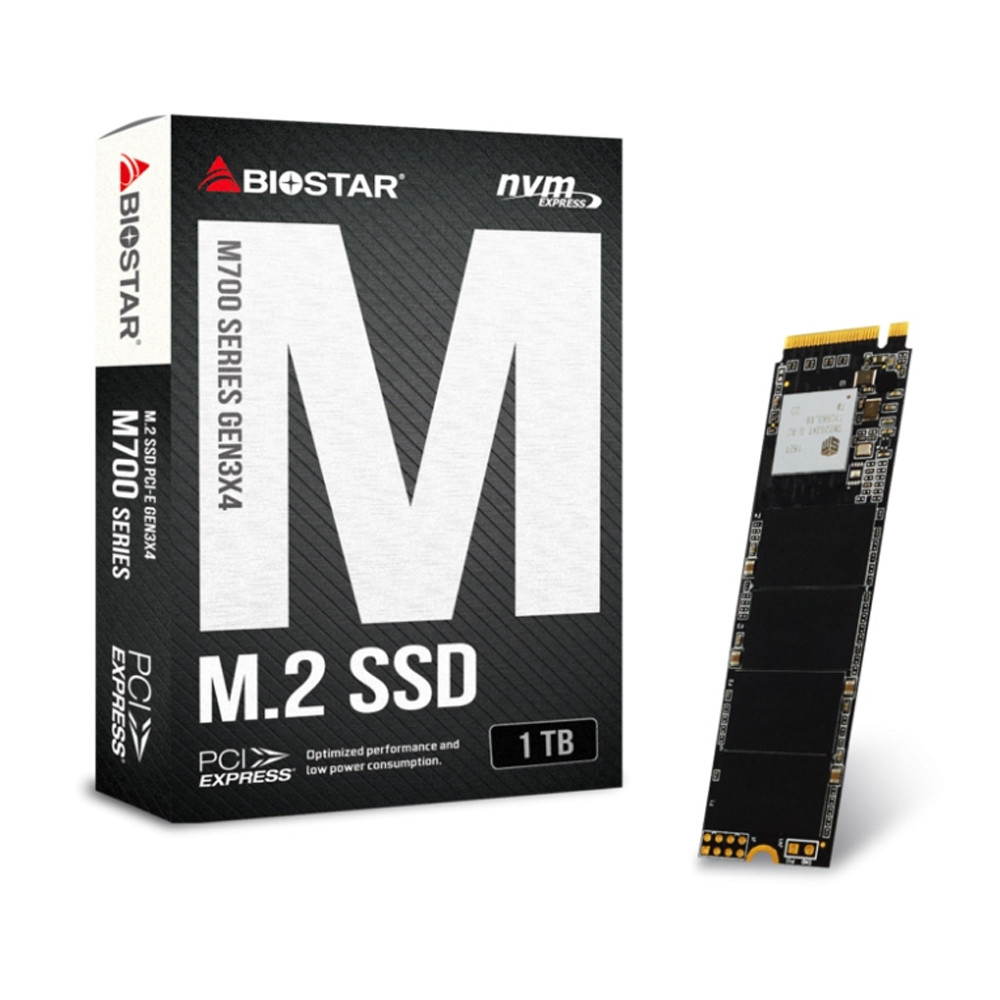 BIOSTAR®
nvm
EXPRESS
M
M700 SERIES GEN3X4
M.2 SSD
PCI
EXPRESS®
Optimized performance and
low power consumption.
1 TB
BIOSTAR®
M.2 SSD PCI-E GEN3X4
M700 SERIES
PCI
EXPRESS®